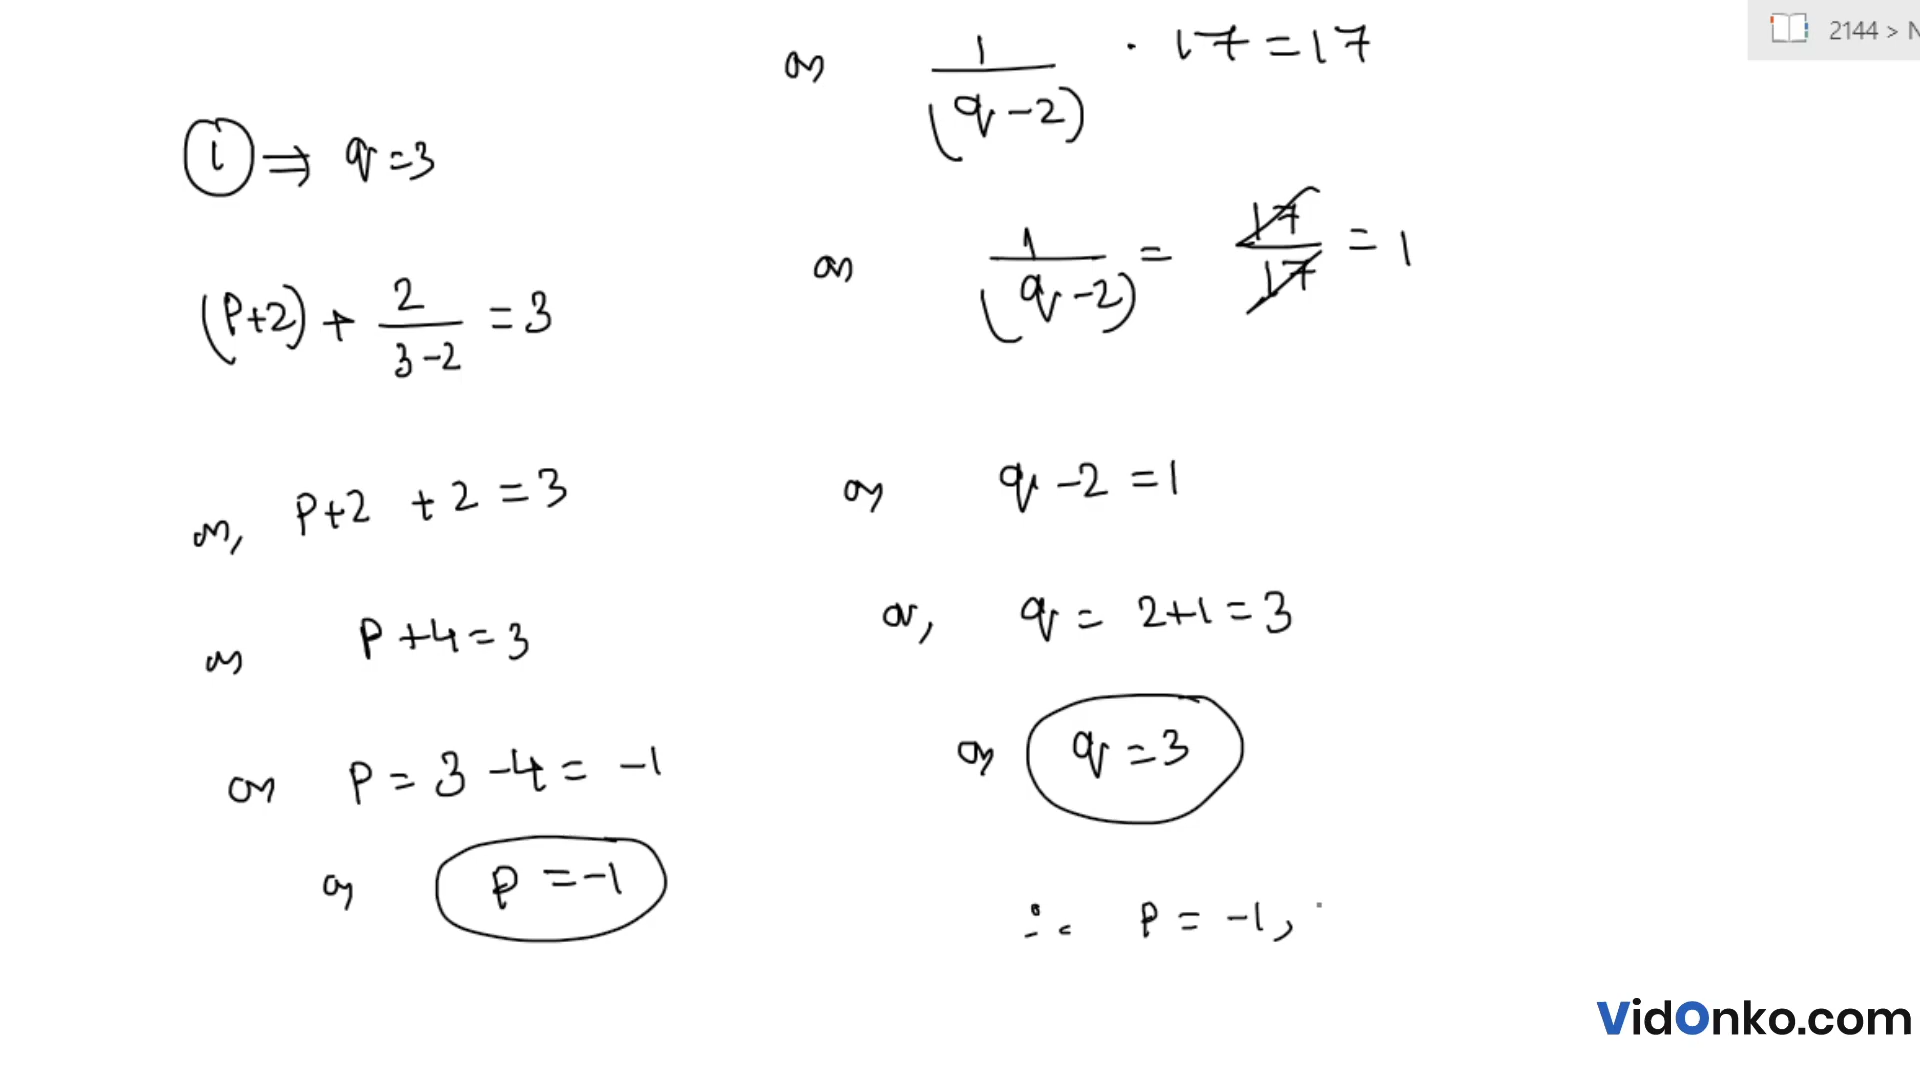 2144 > N
(i) ⇒ q=3
(P+2) + 2/(3-2) = 3
or, P+2 +2 = 3
or P+4=3
or P = 3-4 = -1
or P = -1
or 1/(q-2) · 17 = 17
or 1/(q-2) = 17/17 = 1
or q-2 = 1
or, q = 2+1 = 3
or q = 3
∴ P = -1,
VidOnko.com